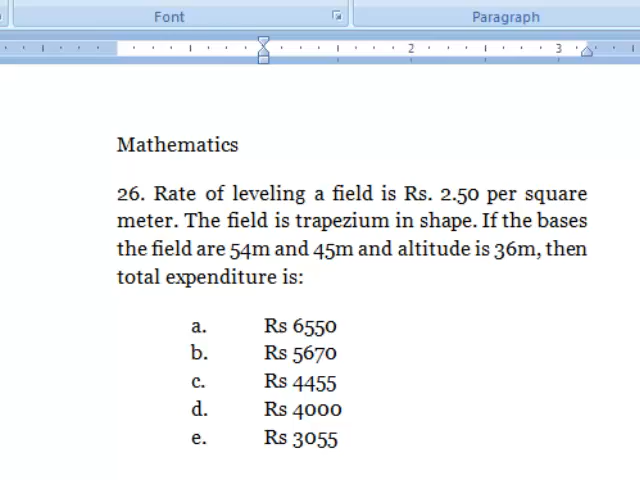 Font Paragraph
1 2 3
Mathematics
26. Rate of leveling a field is Rs. 2.50 per square
meter. The field is trapezium in shape. If the bases
the field are 54m and 45m and altitude is 36m, then
total expenditure is:
a. Rs 6550
b. Rs 5670
c. Rs 4455
d. Rs 4000
e. Rs 3055